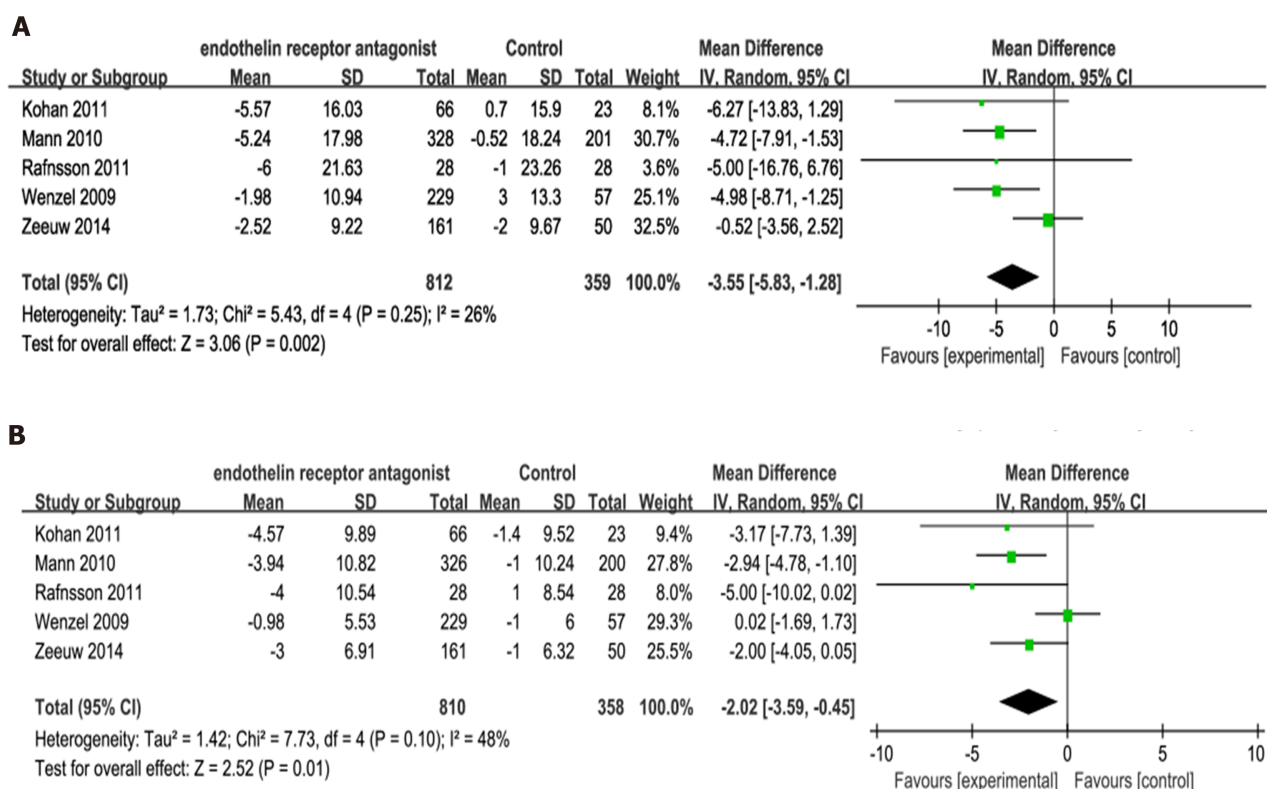 A
endothelin receptor antagonist Control Mean Difference Mean Difference
Study or Subgroup Mean SD Total Mean SD Total Weight IV, Random, 95% CI IV, Random, 95% CI
Kohan 2011 -5.57 16.03 66 0.7 15.9 23 8.1% -6.27 [-13.83, 1.29]
Mann 2010 -5.24 17.98 328 -0.52 18.24 201 30.7% -4.72 [-7.91, -1.53]
Rafnsson 2011 -6 21.63 28 -1 23.26 28 3.6% -5.00 [-16.76, 6.76]
Wenzel 2009 -1.98 10.94 229 3 13.3 57 25.1% -4.98 [-8.71, -1.25]
Zeeuw 2014 -2.52 9.22 161 -2 9.67 50 32.5% -0.52 [-3.56, 2.52]
Total (95% CI) 812 359 100.0% -3.55 [-5.83, -1.28]
Heterogeneity: Tau² = 1.73; Chi² = 5.43, df = 4 (P = 0.25); I² = 26%
Test for overall effect: Z = 3.06 (P = 0.002)
-10 -5 0 5 10
Favours [experimental] Favours [control]
B
endothelin receptor antagonist Control Mean Difference Mean Difference
Study or Subgroup Mean SD Total Mean SD Total Weight IV, Random, 95% CI IV, Random, 95% CI
Kohan 2011 -4.57 9.89 66 -1.4 9.52 23 9.4% -3.17 [-7.73, 1.39]
Mann 2010 -3.94 10.82 326 -1 10.24 200 27.8% -2.94 [-4.78, -1.10]
Rafnsson 2011 -4 10.54 28 1 8.54 28 8.0% -5.00 [-10.02, 0.02]
Wenzel 2009 -0.98 5.53 229 -1 6 57 29.3% 0.02 [-1.69, 1.73]
Zeeuw 2014 -3 6.91 161 -1 6.32 50 25.5% -2.00 [-4.05, 0.05]
Total (95% CI) 810 358 100.0% -2.02 [-3.59, -0.45]
Heterogeneity: Tau² = 1.42; Chi² = 7.73, df = 4 (P = 0.10); I² = 48%
Test for overall effect: Z = 2.52 (P = 0.01)
-10 -5 0 5 10
Favours [experimental] Favours [control]